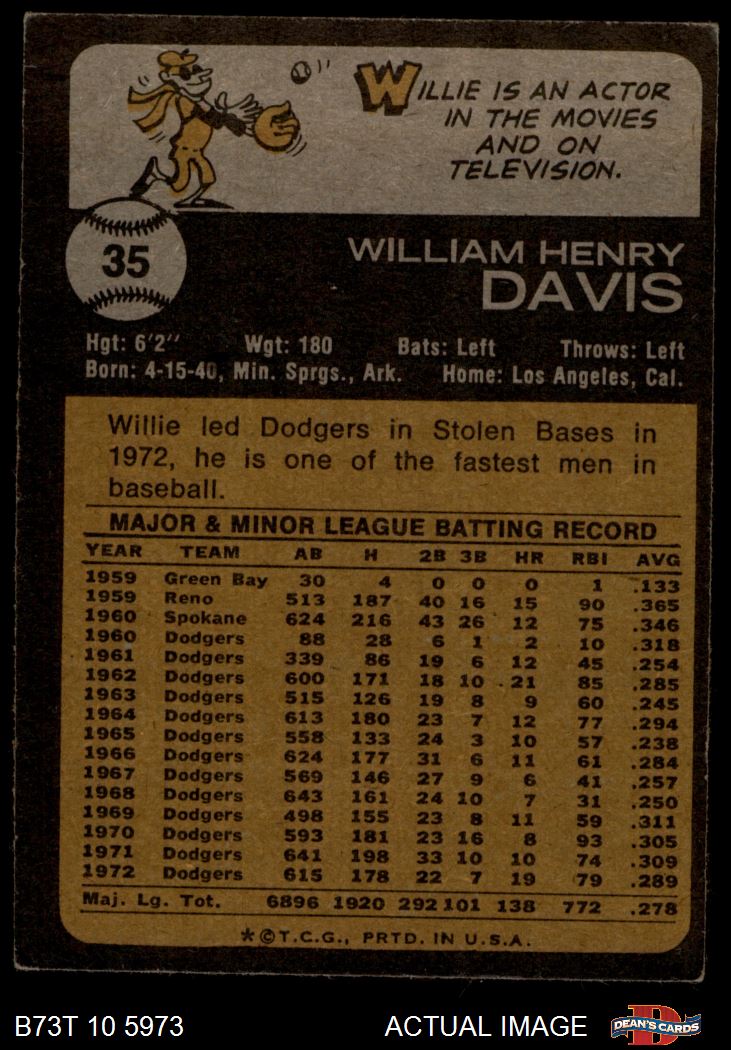 WILLIE IS AN ACTOR
IN THE MOVIES
AND ON
TELEVISION.
35
WILLIAM HENRY
DAVIS
Hgt: 6'2" Wgt: 180 Bats: Left Throws: Left
Born: 4-15-40, Min. Sprgs., Ark. Home: Los Angeles, Cal.
Willie led Dodgers in Stolen Bases in
1972, he is one of the fastest men in
baseball.
MAJOR & MINOR LEAGUE BATTING RECORD
YEAR TEAM AB H 2B 3B HR RBI AVG
1959 Green Bay 30 4 0 0 0 1 .133
1959 Reno 513 187 40 16 15 90 .365
1960 Spokane 624 216 43 26 12 75 .346
1960 Dodgers 88 28 6 1 2 10 .318
1961 Dodgers 339 86 19 6 12 45 .254
1962 Dodgers 600 171 18 10 21 85 .285
1963 Dodgers 515 126 19 8 9 60 .245
1964 Dodgers 613 180 23 7 12 77 .294
1965 Dodgers 558 133 24 3 10 57 .238
1966 Dodgers 624 177 31 6 11 61 .284
1967 Dodgers 569 146 27 9 6 41 .257
1968 Dodgers 643 161 24 10 7 31 .250
1969 Dodgers 498 155 23 8 11 59 .311
1970 Dodgers 593 181 23 16 8 93 .305
1971 Dodgers 641 198 33 10 10 74 .309
1972 Dodgers 615 178 22 7 19 79 .289
Maj. Lg. Tot. 6896 1920 292 101 138 772 .278
*©T.C.G., PRTD. IN U.S.A.
B73T 10 5973 ACTUAL IMAGE D DEAN'S CARDS